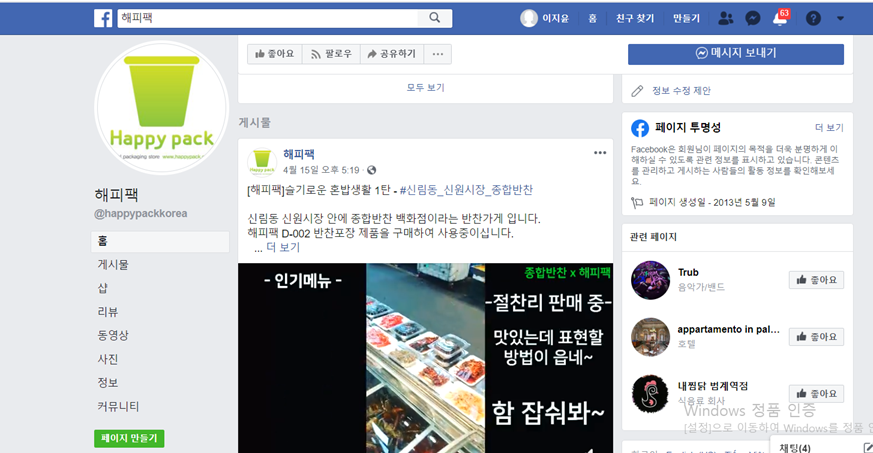 해피팩
이지윤 홈 친구 찾기 만들기 63
좋아요 팔로우 공유하기 ...
메시지 보내기
Happy pack
packaging store www.happypack
해피팩
@happypackkorea
홈
게시물
샵
리뷰
동영상
사진
정보
커뮤니티
페이지 만들기
모두 보기
게시물
해피팩
4월 15일 오후 5:19 ·
[해피팩]슬기로운 혼밥생활 1탄 - #신림동_신원시장_종합반찬
신림동 신원시장 안에 종합반찬 백화점이라는 반찬가게 입니다.
해피팩 D-002 반찬포장 제품을 구매하여 사용중이십니다.
... 더 보기
- 인기메뉴 -
종합반찬 x 해피팩
-절찬리 판매 중-
맛있는데 표현할
방법이 읍네~
함 잡숴봐~
정보 수정 제안
페이지 투명성 더 보기
Facebook은 회원님이 페이지의 목적을 더욱 분명하게 이
해하실 수 있도록 관련 정보를 표시하고 있습니다. 콘텐츠
를 관리하고 게시하는 사람들의 활동 정보를 확인해보세
요.
페이지 생성일 - 2013년 5월 9일
관련 페이지
Trub
음악가/밴드
좋아요
appartamento in pal...
호텔
좋아요
내찜닭 범계역점
식음료 회사
좋아요
Windows 정품 인증
[설정]으로 이동하여 Windows를 정품 인
채팅(4)